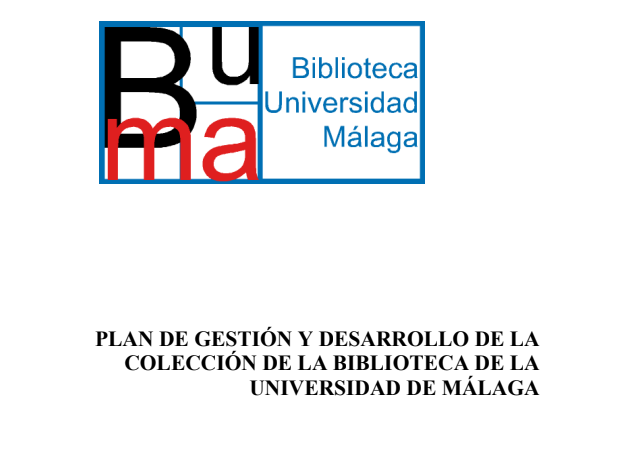 Bu
ma
Biblioteca
Universidad
Málaga
PLAN DE GESTIÓN Y DESARROLLO DE LA
COLECCIÓN DE LA BIBLIOTECA DE LA
UNIVERSIDAD DE MÁLAGA